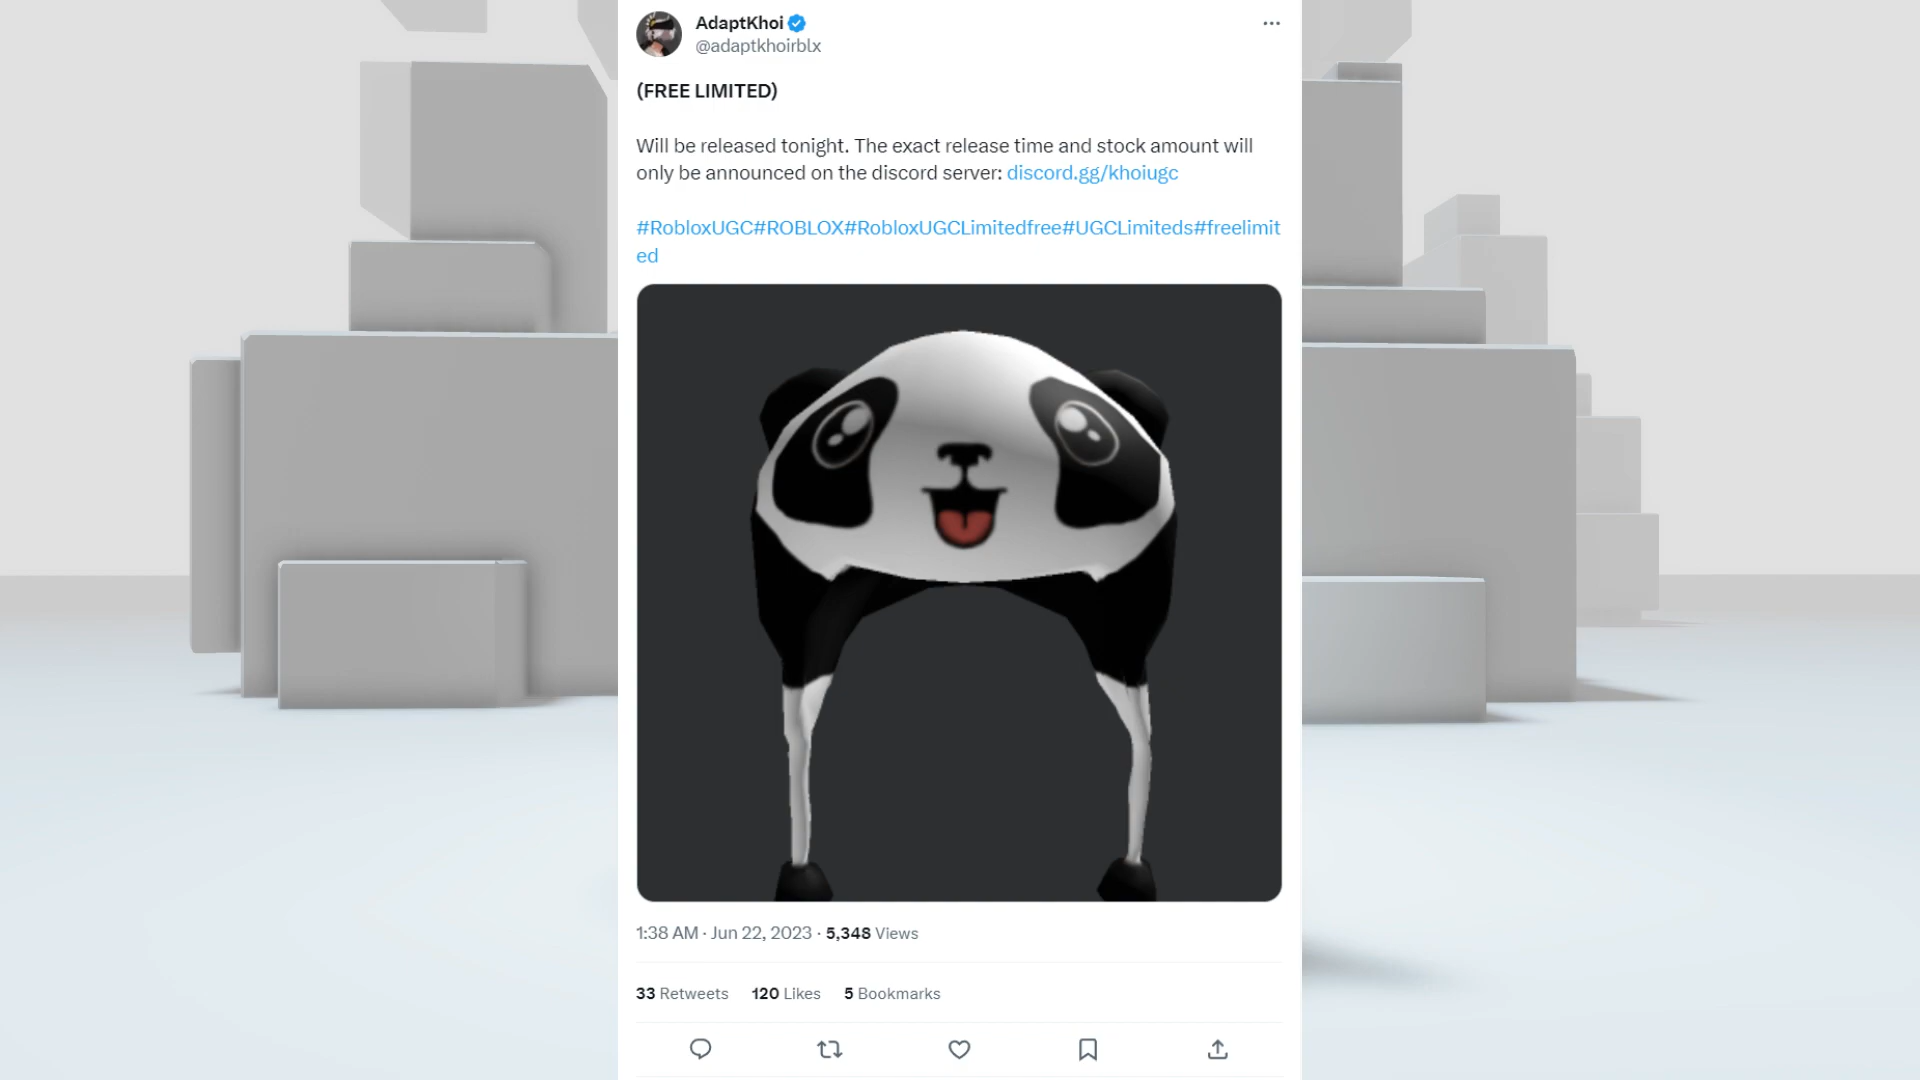 AdaptKhoi
@adaptkhoirblx
(FREE LIMITED)
Will be released tonight. The exact release time and stock amount will
only be announced on the discord server: discord.gg/khoiugc
#RobloxUGC#ROBLOX#RobloxUGCLimitedfree#UGCLimiteds#freelimit
ed
1:38 AM · Jun 22, 2023 · 5,348 Views
33 Retweets 120 Likes 5 Bookmarks